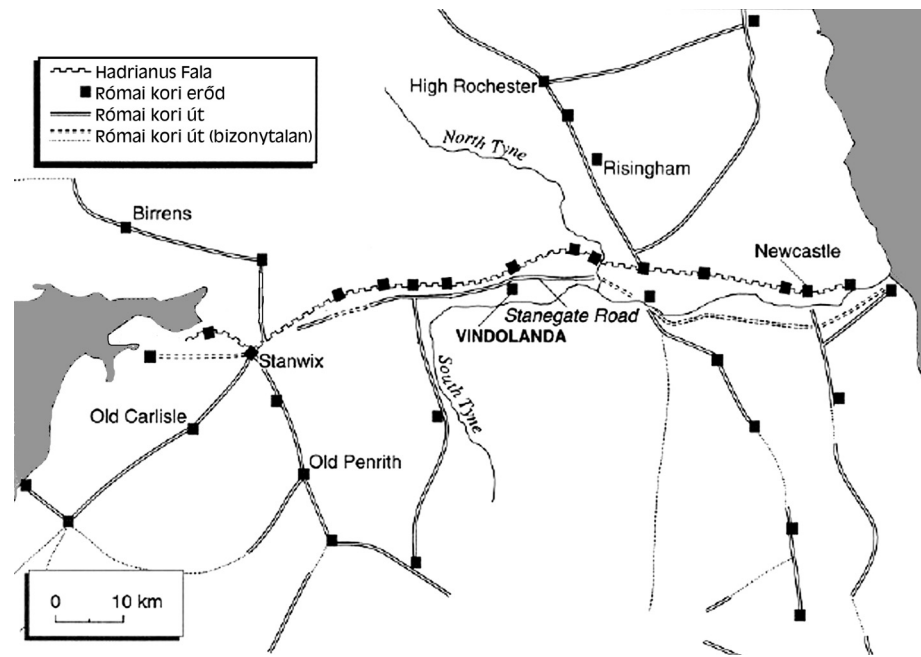 Hadrianus Fala
Római kori erőd
Római kori út
Római kori út (bizonytalan)
High Rochester
North Tyne
Risingham
Birrens
Newcastle
Stanegate Road
VINDOLANDA
Stanwix
South Tyne
Old Carlisle
Old Penrith
0 10 km